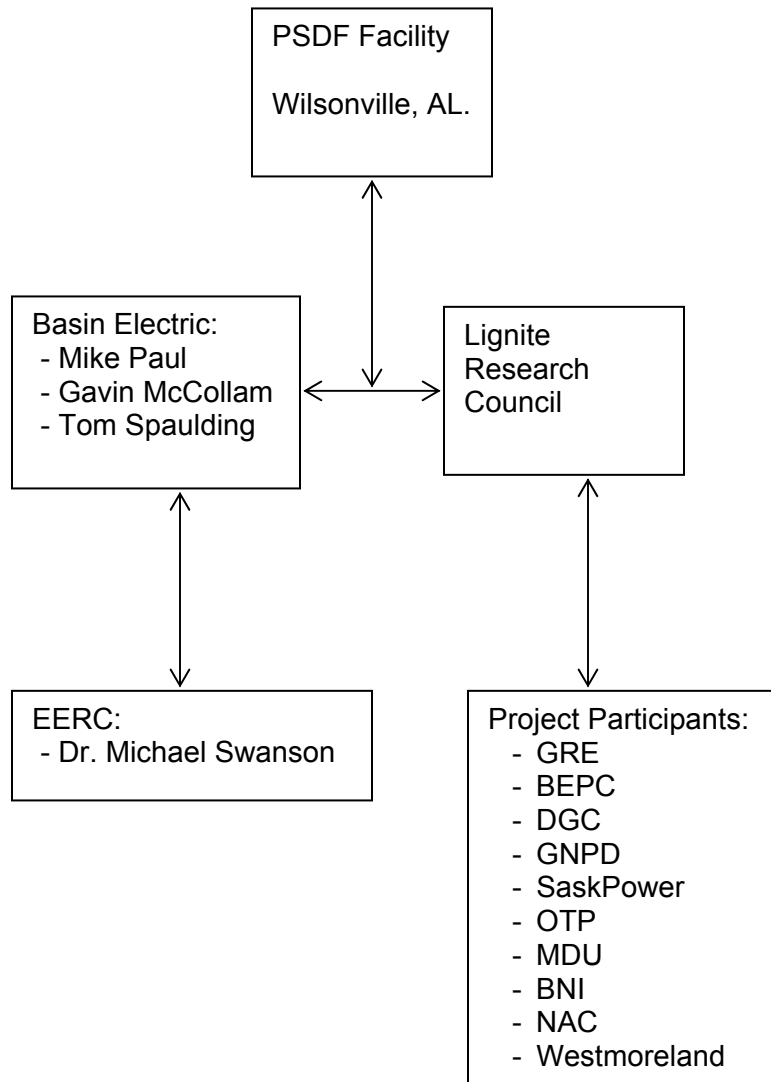 PSDF Facility
Wilsonville, AL.
Basin Electric:
- Mike Paul
- Gavin McCollam
- Tom Spaulding
Lignite
Research
Council
EERC:
- Dr. Michael Swanson
Project Participants:
- GRE
- BEPC
- DGC
- GNPD
- SaskPower
- OTP
- MDU
- BNI
- NAC
- Westmoreland